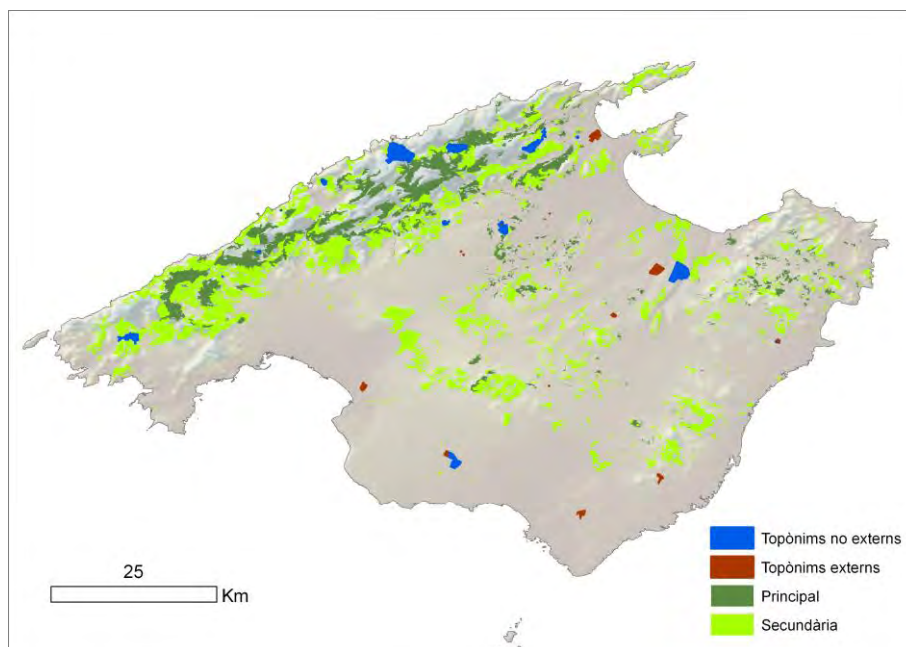 25
Km
Topònims no externs
Topònims externs
Principal
Secundària